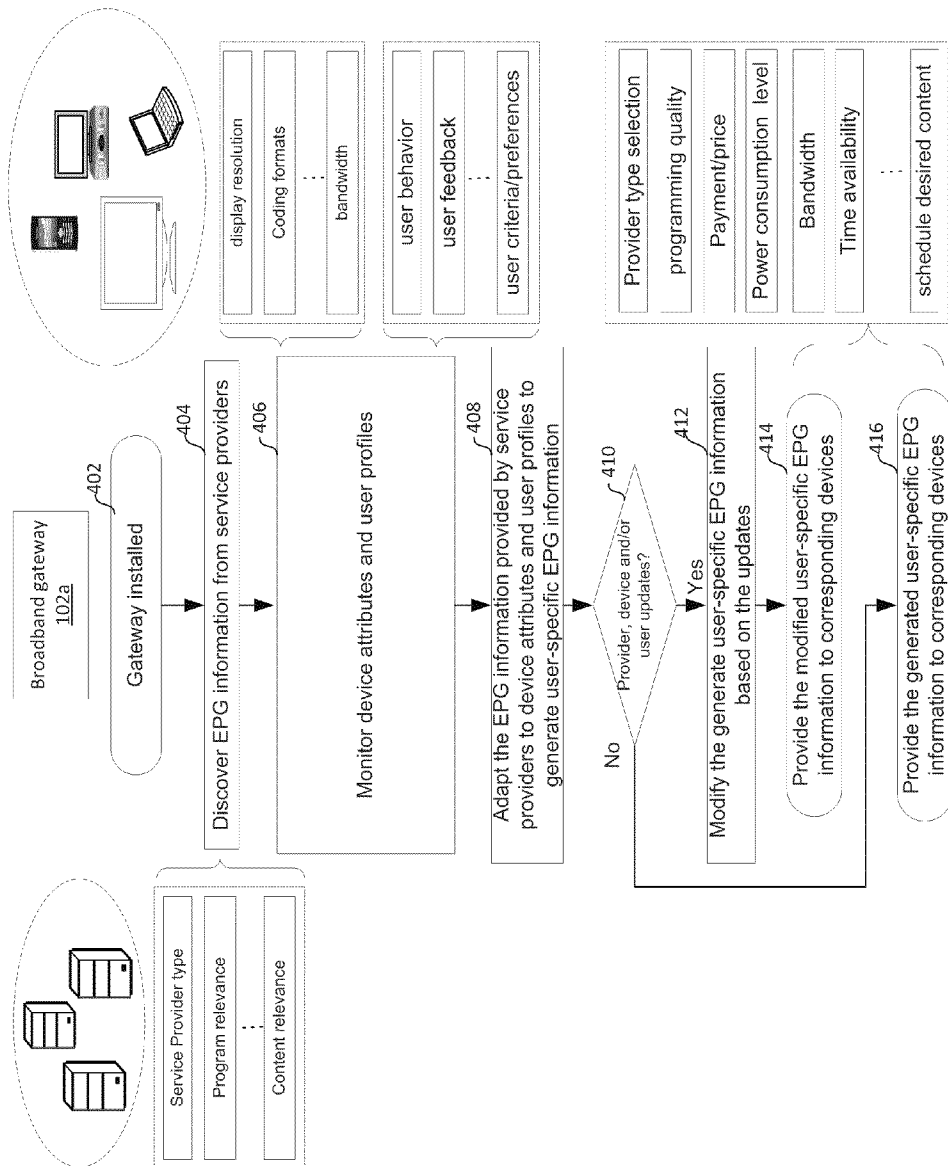 Broadband gateway
102a
402
Gateway installed
404
Discover EPG information from service providers
Service Provider type
Program relevance
...
Content relevance
406
Monitor device attributes and user profiles
display resolution
Coding formats
...
bandwidth
user behavior
user feedback
...
user criteria/preferences
408
Adapt the EPG information provided by service
providers to device attributes and user profiles to
generate user-specific EPG information
410
Provider, device and/or
user updates?
No
Yes
412
Modify the generate user-specific EPG information
based on the updates
414
Provide the modified user-specific EPG
information to corresponding devices
416
Provide the generated user-specific EPG
information to corresponding devices
Provider type selection
programming quality
Payment/price
Power consumption level
Bandwidth
Time availability
...
schedule desired content